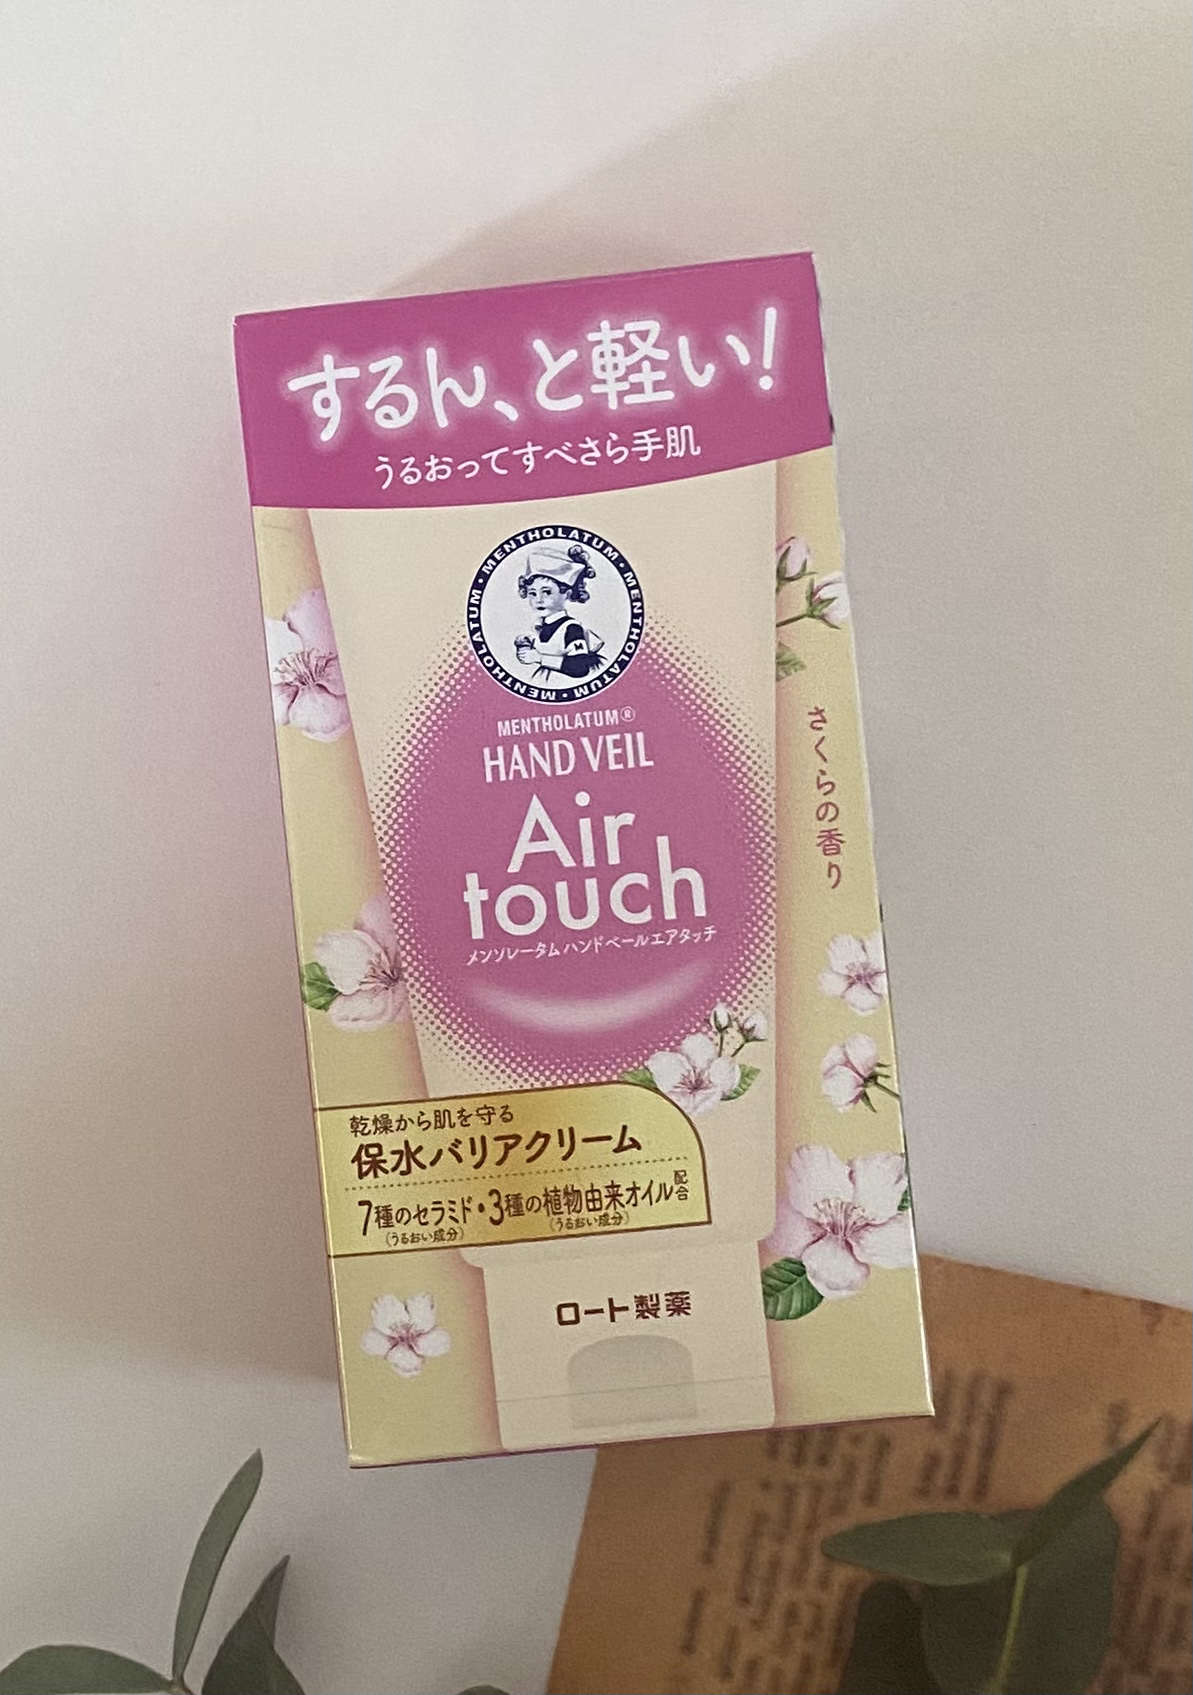 するん、と軽い!
うるおってすべさら手肌
MENTHOLATUM・MENTHOLATUM・MENTHOLATUM・MENTHOLATUM・
MENTHOLATUM®
HAND VEIL
Air
touch
メンソレータム ハンドベール エアタッチ
さくらの香り
乾燥から肌を守る
保水バリアクリーム
7種のセラミド・3種の植物由来オイル配合
(うるおい成分) (うるおい成分)
ロート製薬